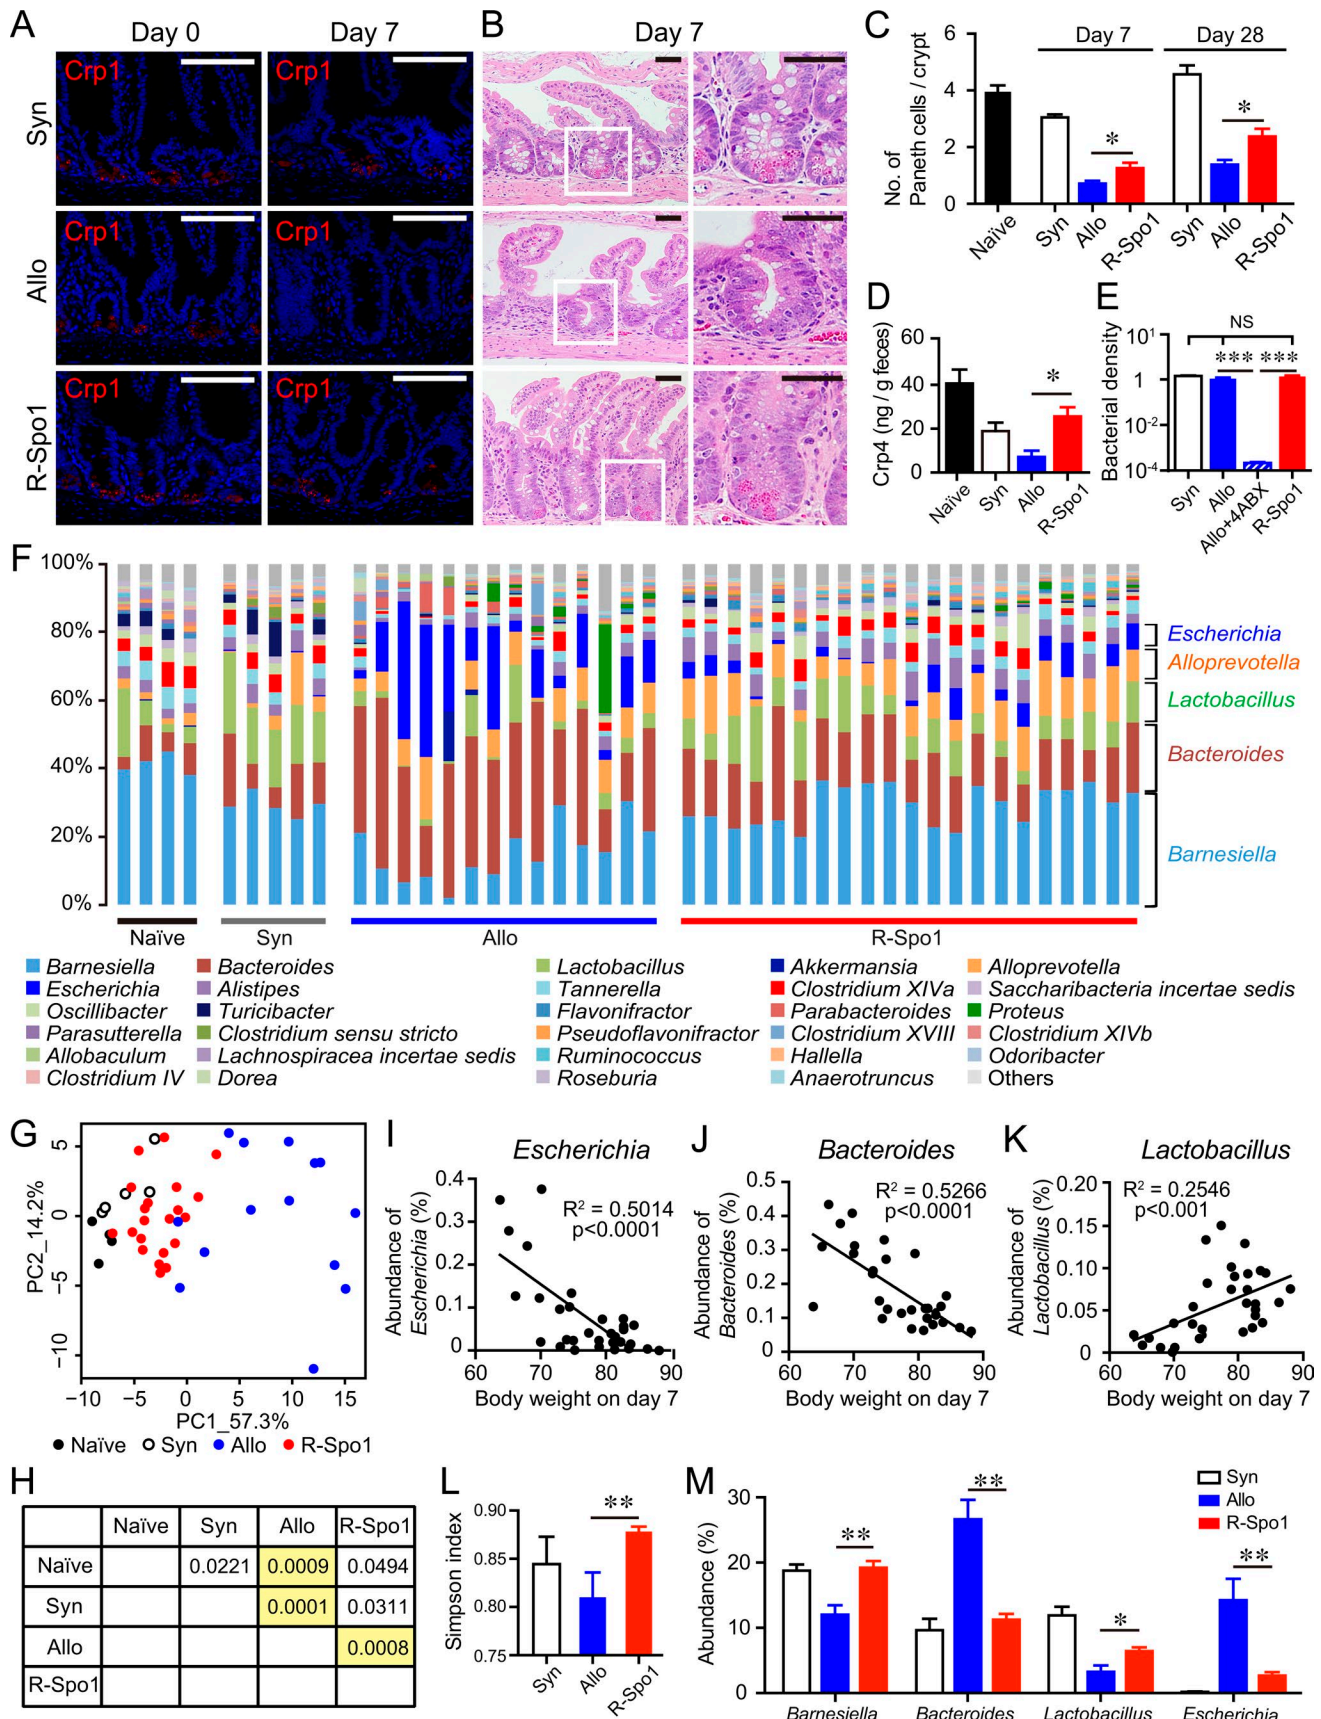 A
Day 0
Day 7
Syn
Allo
R-Spo1
Crp1
Crp1
Crp1
Crp1
Crp1
Crp1
B
Day 7
C
No. of
Paneth cells / crypt
6
4
2
0
Day 7
Day 28
*
*
Naïve
Syn
Allo
R-Spo1
Syn
Allo
R-Spo1
D
Crp4 (ng / g feces)
60
40
20
0
*
Naïve
Syn
Allo
R-Spo1
E
Bacterial density
10¹
1
10⁻²
10⁻⁴
NS
*** ***
Syn
Allo
Allo+4ABX
R-Spo1
F
100%
80%
60%
40%
20%
0%
Escherichia
Alloprevotella
Lactobacillus
Bacteroides
Barnesiella
Naïve
Syn
Allo
R-Spo1
Barnesiella Bacteroides Lactobacillus Akkermansia Alloprevotella
Escherichia Alistipes Tannerella Clostridium XIVa Saccharibacteria incertae sedis
Oscillibacter Turicibacter Flavonifractor Parabacteroides Proteus
Parasutterella Clostridium sensu stricto Pseudoflavonifractor Clostridium XVIII Clostridium XIVb
Allobaculum Lachnospiracea incertae sedis Ruminococcus Hallella Odoribacter
Clostridium IV Dorea Roseburia Anaerotruncus Others
G
PC2_14.2%
5
0
−5
−10
−10 −5 0 5 10 15
PC1_57.3%
Naïve Syn Allo R-Spo1
I
Escherichia
Abundance of
Escherichia (%)
0.4
0.3
0.2
0.1
0
R² = 0.5014
p<0.0001
60 70 80 90
Body weight on day 7
J
Bacteroides
Abundance of
Bacteroides (%)
0.5
0.4
0.3
0.2
0.1
0
R² = 0.5266
p<0.0001
60 70 80 90
Body weight on day 7
K
Lactobacillus
Abundance of
Lactobacillus (%)
0.20
0.15
0.10
0.05
0
R² = 0.2546
p<0.001
60 70 80 90
Body weight on day 7
H
Naïve Syn Allo R-Spo1
Naïve 0.0221 0.0009 0.0494
Syn 0.0001 0.0311
Allo 0.0008
R-Spo1
L
Simpson index
0.90
0.85
0.80
0.75
**
Syn
Allo
R-Spo1
M
Abundance (%)
30
20
10
0
**
**
*
**
Syn
Allo
R-Spo1
Barnesiella
Bacteroides
Lactobacillus
Escherichia